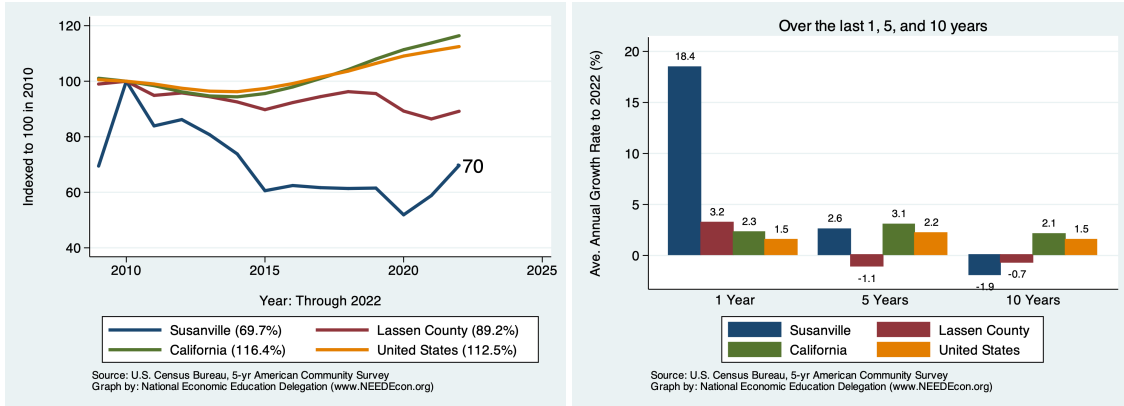 120
100
80
60
40
Indexed to 100 in 2010
70
2010
2015
2020
2025
Year: Through 2022
Susanville (69.7%)
Lassen County (89.2%)
California (116.4%)
United States (112.5%)
Source: U.S. Census Bureau, 5-yr American Community Survey
Graph by: National Economic Education Delegation (www.NEEDEcon.org)
Over the last 1, 5, and 10 years
Ave. Annual Growth Rate to 2022 (%)
20
15
10
5
0
18.4
3.2
2.3
1.5
2.6
-1.1
3.1
2.2
-1.9
-0.7
2.1
1.5
1 Year
5 Years
10 Years
Susanville
Lassen County
California
United States
Source: U.S. Census Bureau, 5-yr American Community Survey
Graph by: National Economic Education Delegation (www.NEEDEcon.org)